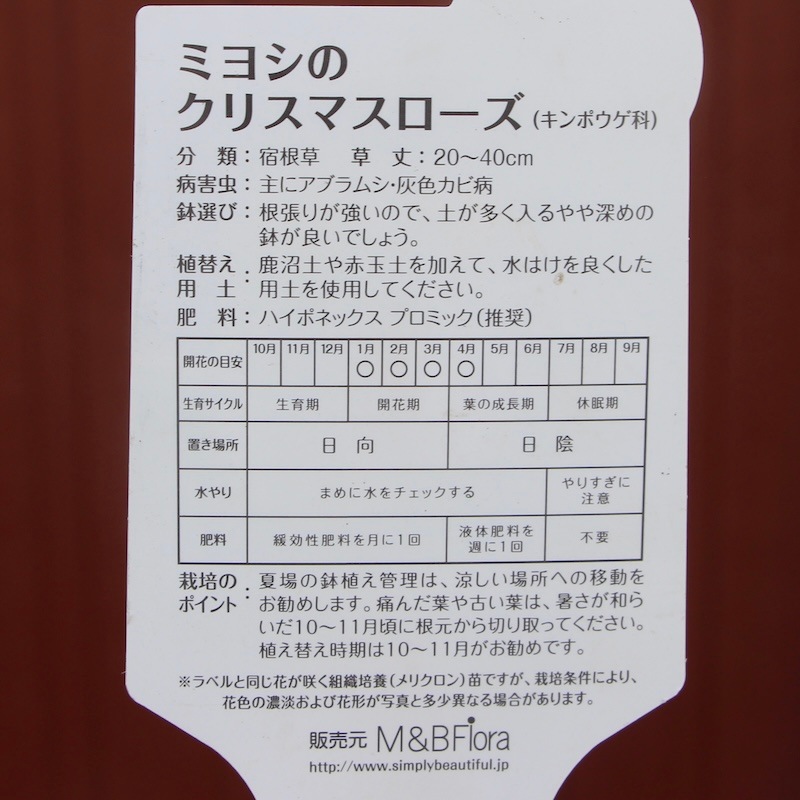 ミヨシの
クリスマスローズ(キンポウゲ科)
分　類：宿根草　草　丈：20〜40cm
病害虫：主にアブラムシ・灰色カビ病
鉢選び：根張りが強いので、土が多く入るやや深めの
鉢が良いでしょう。
植替え
用　土：鹿沼土や赤玉土を加えて、水はけを良くした
用土を使用してください。
肥　料：ハイポネックス プロミック(推奨)
開花の目安 10月 11月 12月 1月 2月 3月 4月 5月 6月 7月 8月 9月
○ ○ ○ ○
生育サイクル 生育期 開花期 葉の成長期 休眠期
置き場所 日 向 日 陰
水やり まめに水をチェックする やりすぎに
注意
肥料 緩効性肥料を月に1回 液体肥料を
週に1回 不要
栽培の
ポイント：夏場の鉢植え管理は、涼しい場所への移動を
お勧めします。痛んだ葉や古い葉は、暑さが和ら
いだ10〜11月頃に根元から切り取ってください。
植え替え時期は10〜11月がお勧めです。
※ラベルと同じ花が咲く組織培養(メリクロン)苗ですが、栽培条件により、
花色の濃淡および花形が写真と多少異なる場合があります。
販売元 M&BFlora
http://www.simplybeautiful.jp